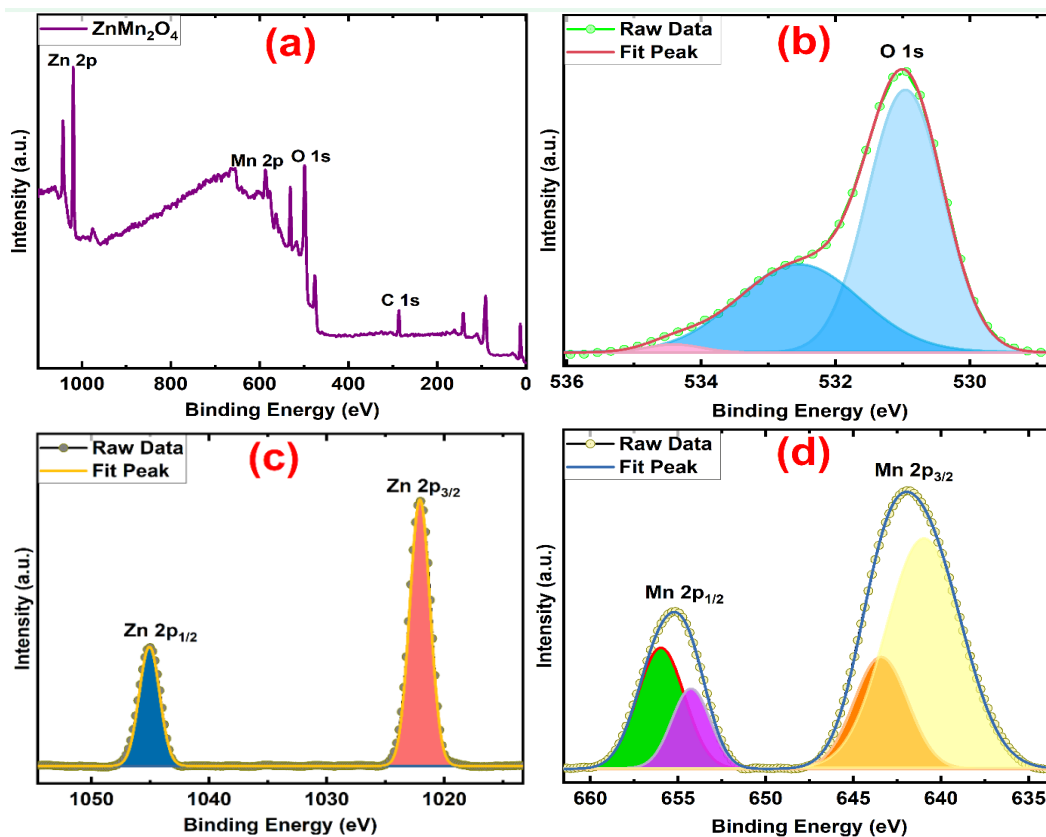 (a)
ZnMn₂O₄
Zn 2p
Mn 2p
O 1s
C 1s
Intensity (a.u.)
1000 800 600 400 200 0
Binding Energy (eV)
(b)
Raw Data
Fit Peak
O 1s
Intensity (a.u.)
536 534 532 530
Binding Energy (eV)
(c)
Raw Data
Fit Peak
Zn 2p₃/₂
Zn 2p₁/₂
Intensity (a.u.)
1050 1040 1030 1020
Binding Energy (eV)
(d)
Raw Data
Fit Peak
Mn 2p₃/₂
Mn 2p₁/₂
Intensity (a.u.)
660 655 650 645 640 635
Binding Energy (eV)